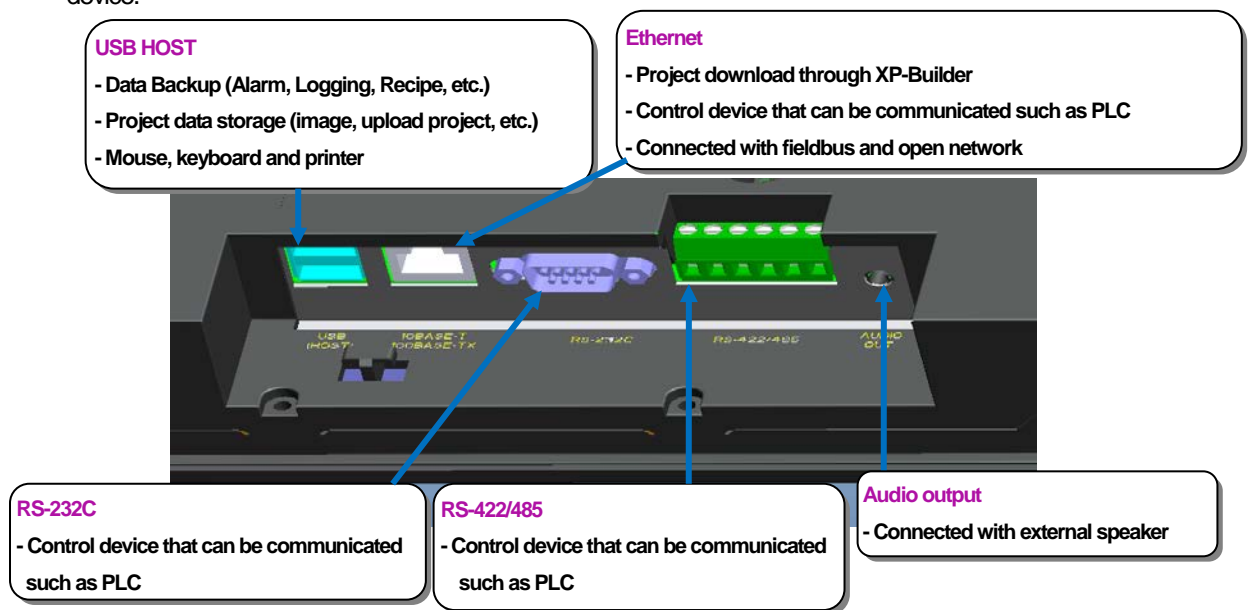 device.
USB HOST
- Data Backup (Alarm, Logging, Recipe, etc.)
- Project data storage (image, upload project, etc.)
- Mouse, keyboard and printer
Ethernet
- Project download through XP-Builder
- Control device that can be communicated such as PLC
- Connected with fieldbus and open network
USB
(HOST)
10BASE-T
100BASE-TX
RS-232C
RS-422/485
AUDIO
OUT
RS-232C
- Control device that can be communicated
such as PLC
RS-422/485
- Control device that can be communicated
such as PLC
Audio output
- Connected with external speaker